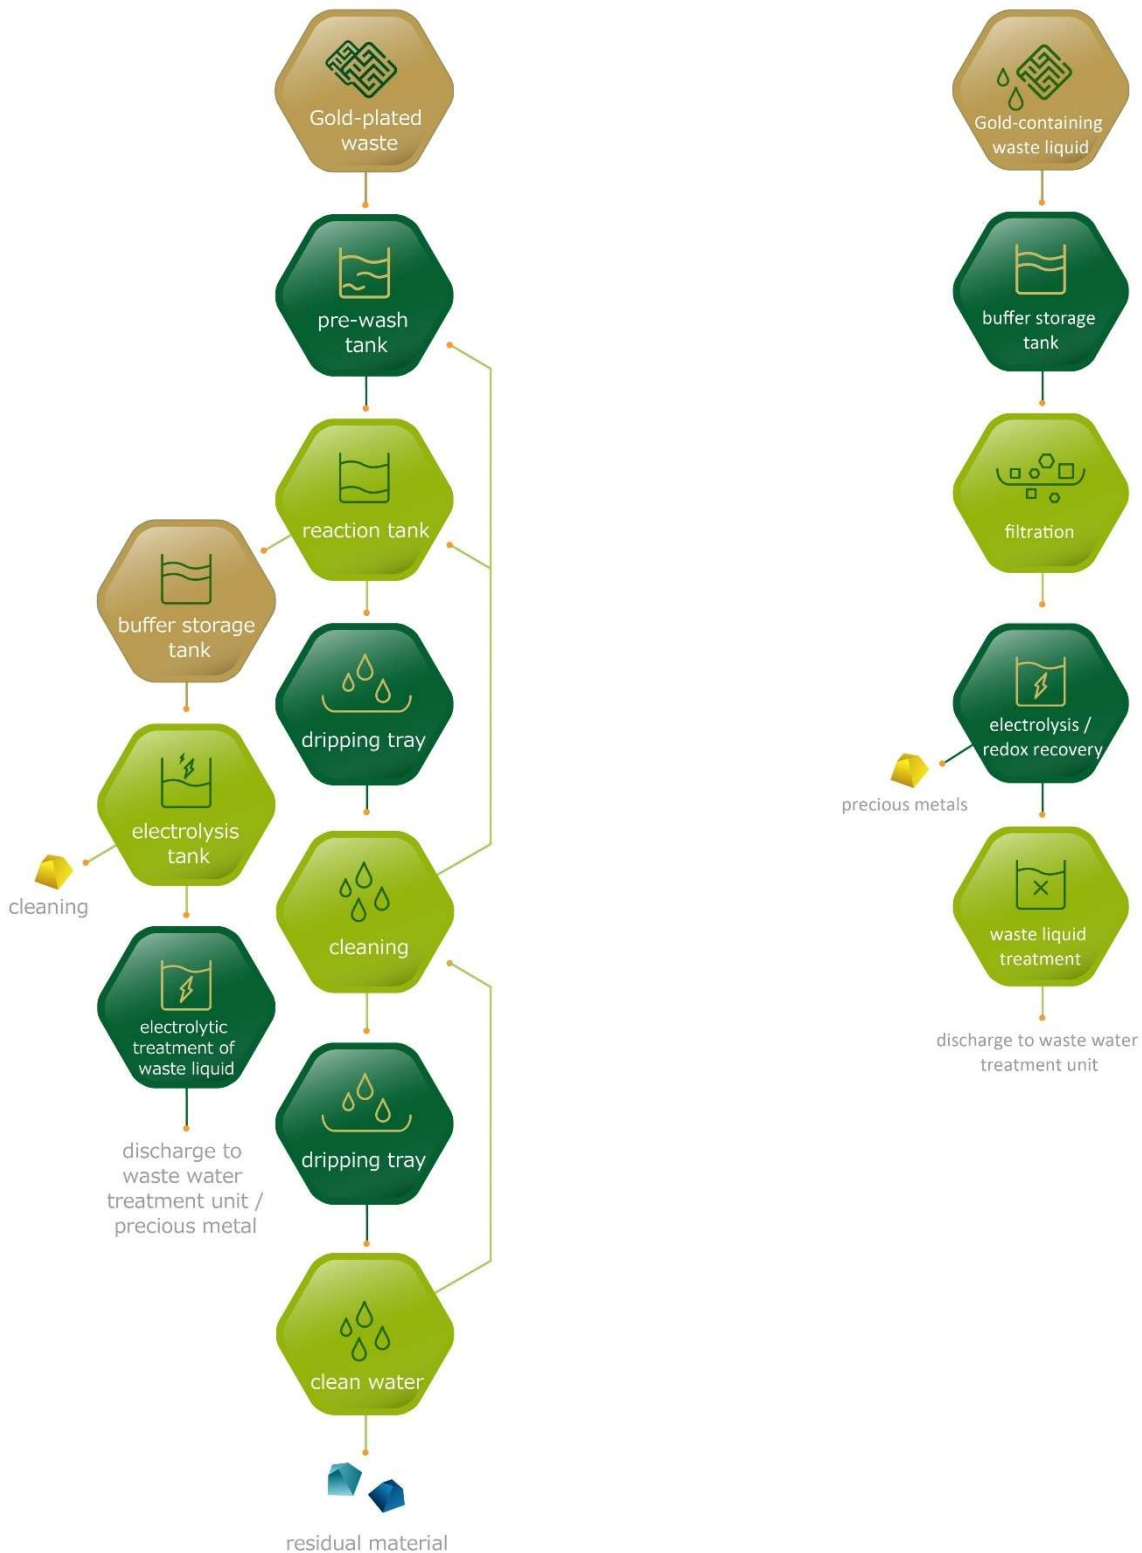 Gold-plated
waste
pre-wash
tank
reaction tank
buffer storage
tank
dripping tray
electrolysis
tank
cleaning
cleaning
electrolytic
treatment of
waste liquid
discharge to
waste water
treatment unit /
precious metal
dripping tray
clean water
residual material
Gold-containing
waste liquid
buffer storage
tank
filtration
electrolysis /
redox recovery
precious metals
waste liquid
treatment
discharge to waste water
treatment unit